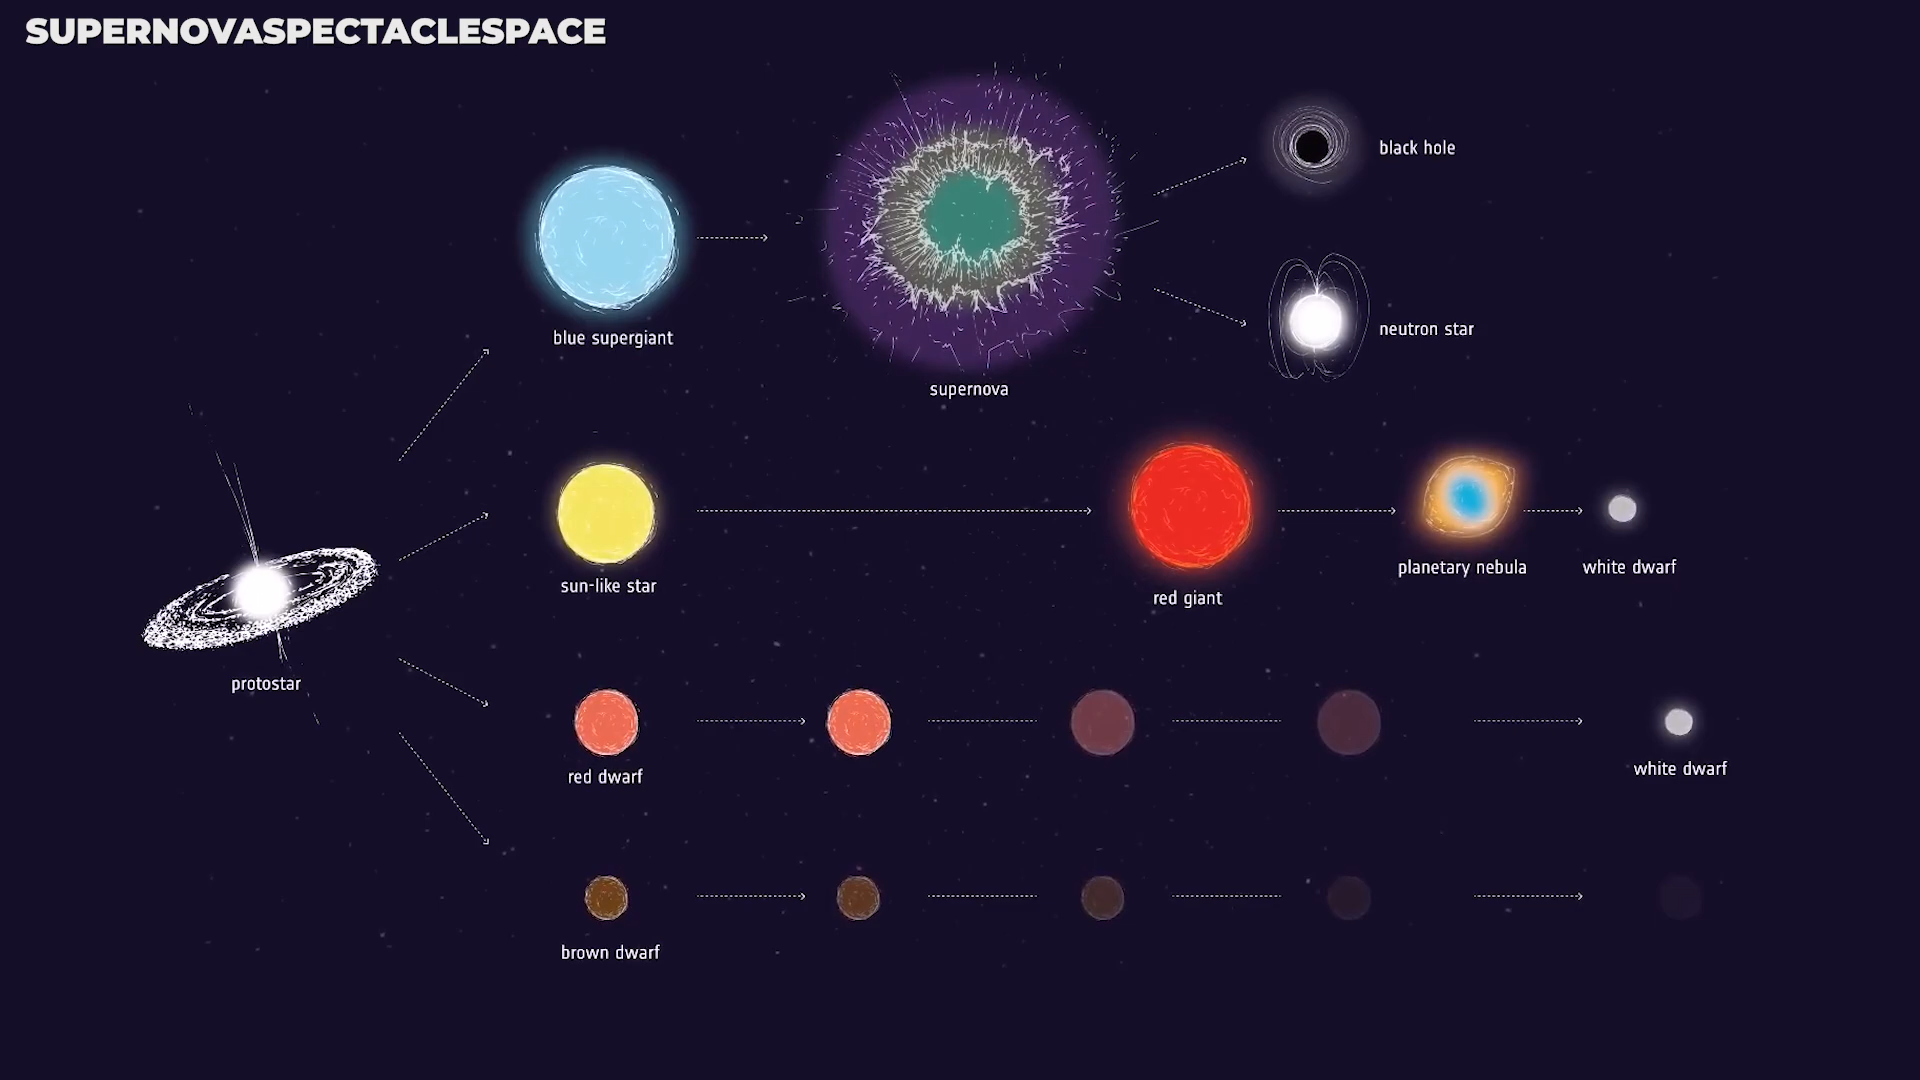 SUPERNOVASPECTACLESPACE
black hole
blue supergiant
neutron star
supernova
sun-like star
red giant
planetary nebula
white dwarf
protostar
red dwarf
white dwarf
brown dwarf